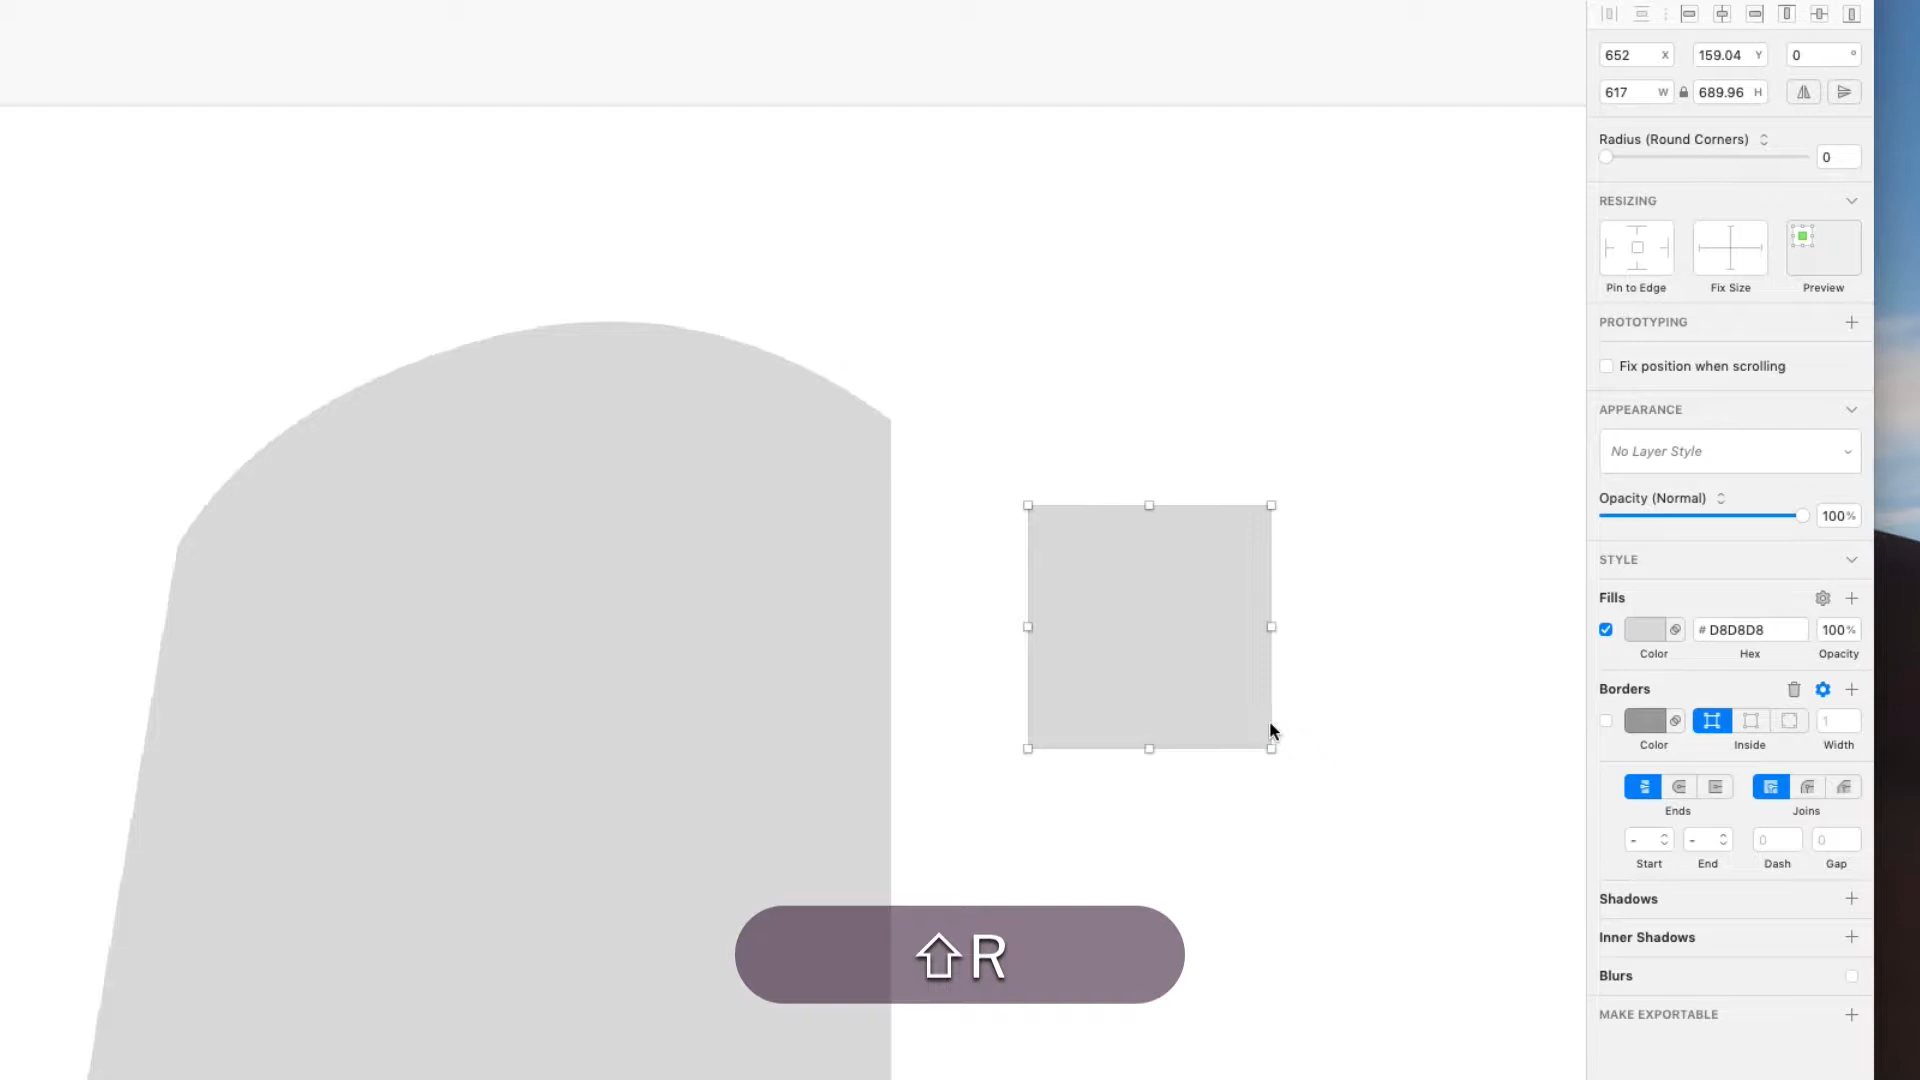 652 X 159.04 Y 0 °
617 W 689.96 H
Radius (Round Corners)
0
RESIZING
Pin to Edge Fix Size Preview
PROTOTYPING
Fix position when scrolling
APPEARANCE
No Layer Style
Opacity (Normal)
100%
STYLE
Fills
# D8D8D8 100%
Color Hex Opacity
Borders
1
Color Inside Width
Ends Joins
- - 0 0
Start End Dash Gap
Shadows
⇧R
Inner Shadows
Blurs
MAKE EXPORTABLE